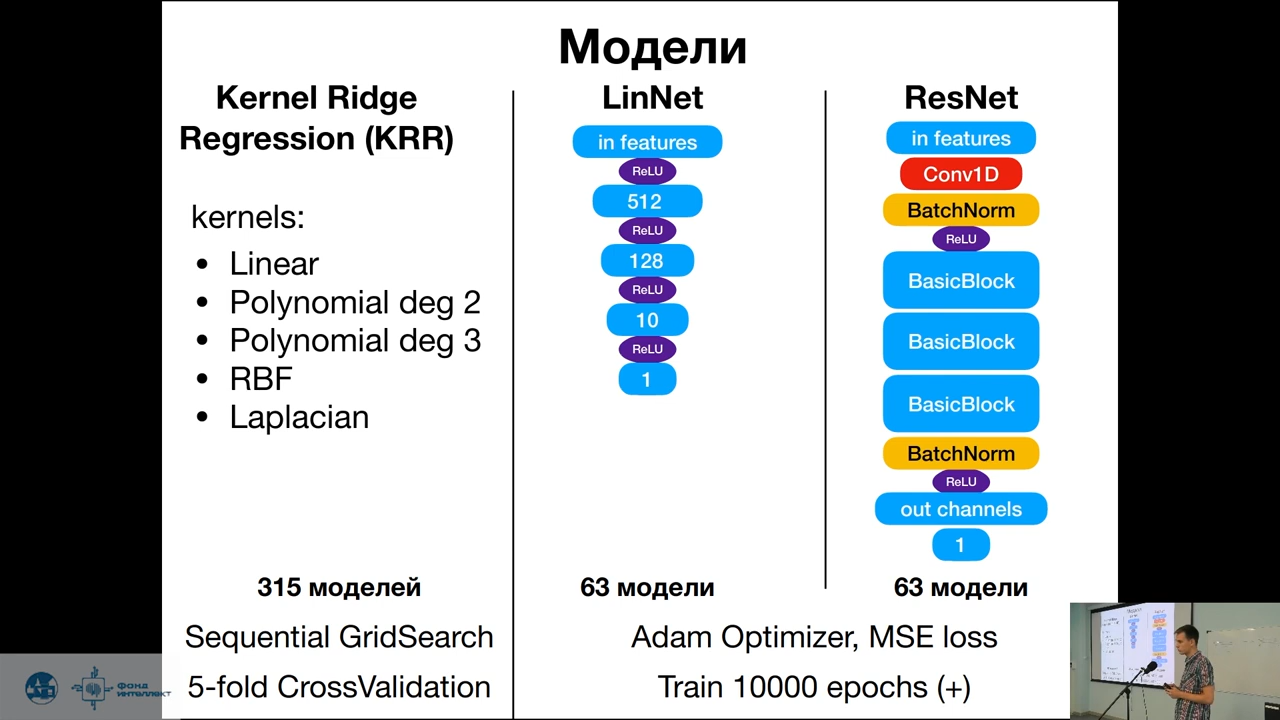 Модели
Kernel Ridge
Regression (KRR)
kernels:
• Linear
• Polynomial deg 2
• Polynomial deg 3
• RBF
• Laplacian
315 моделей
Sequential GridSearch
5-fold CrossValidation
LinNet
in features
ReLU
512
ReLU
128
ReLU
10
ReLU
1
63 модели
ResNet
in features
Conv1D
BatchNorm
ReLU
BasicBlock
BasicBlock
BasicBlock
BatchNorm
ReLU
out channels
1
63 модели
Adam Optimizer, MSE loss
Train 10000 epochs (+)
Фонд
интеллект